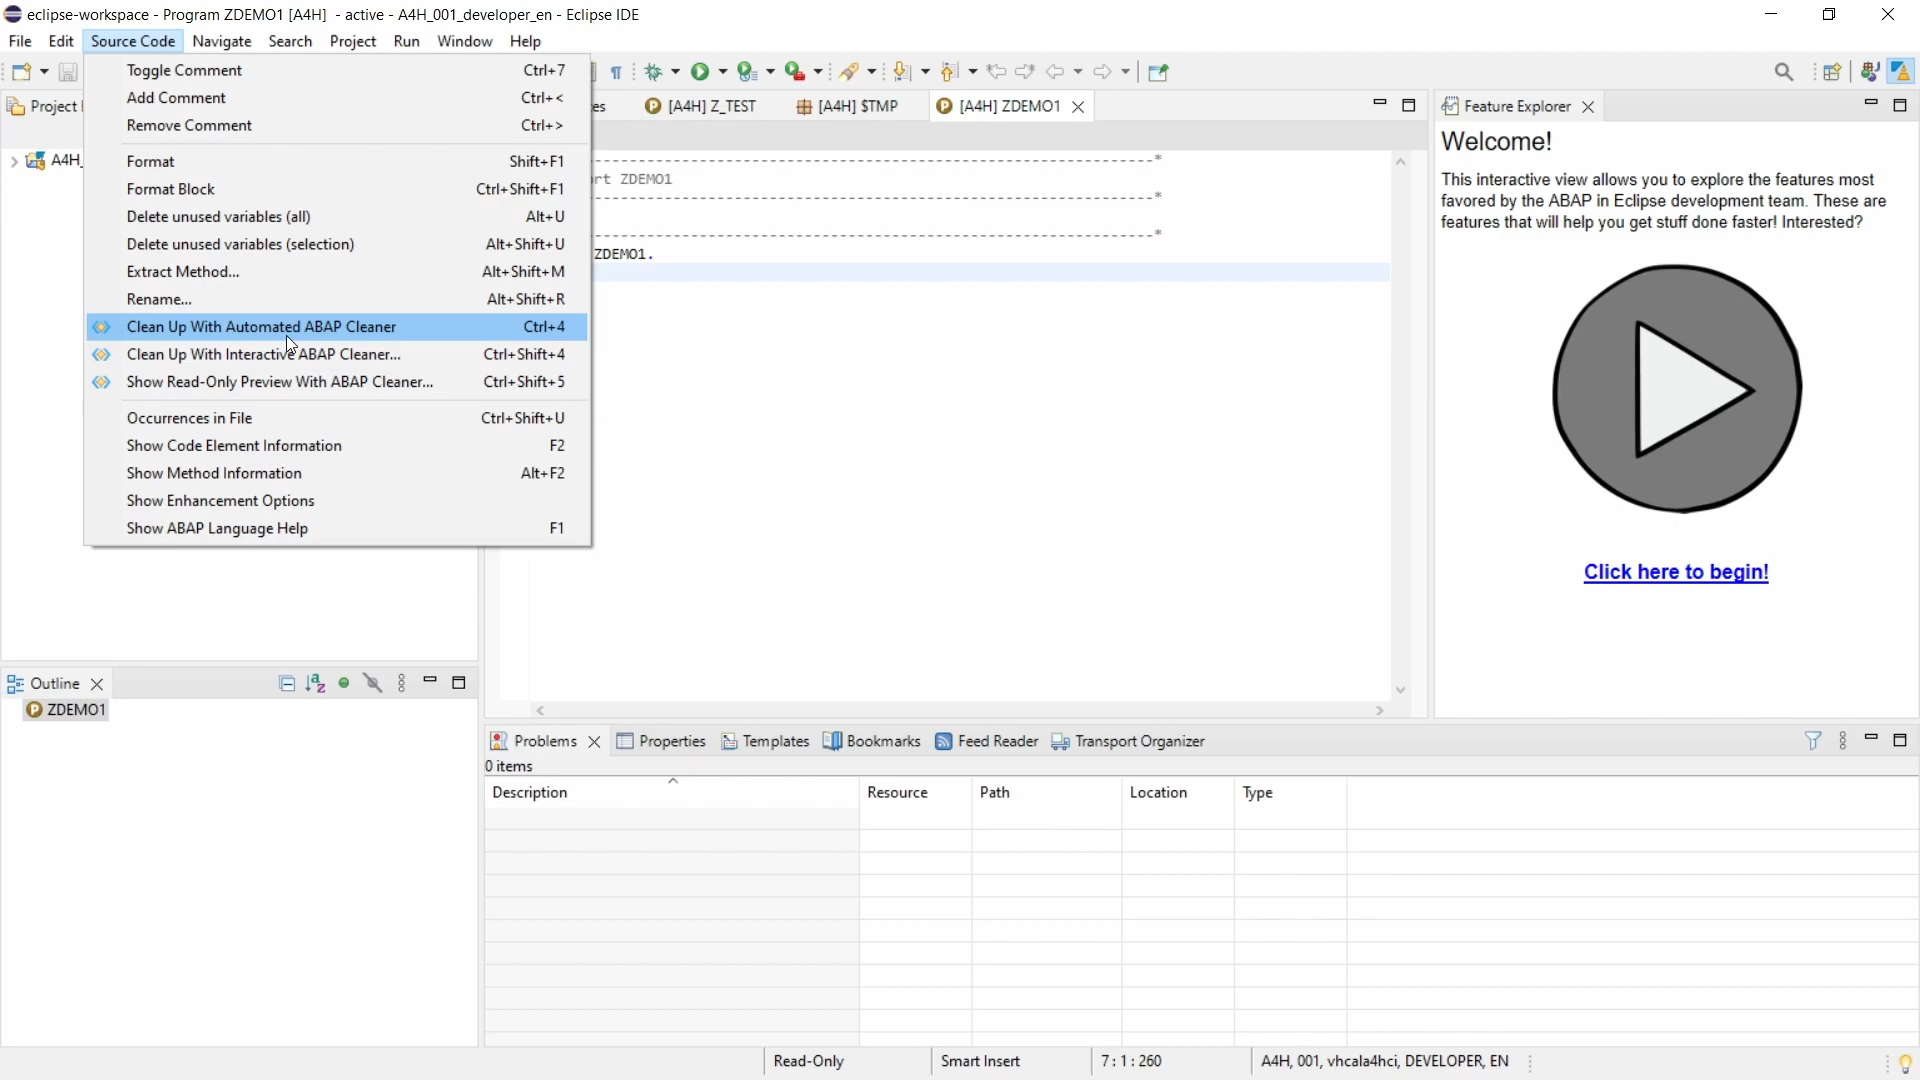 eclipse-workspace - Program ZDEMO1 [A4H] - active - A4H_001_developer_en - Eclipse IDE
File Edit Source Code Navigate Search Project Run Window Help
Toggle Comment Ctrl+7
Add Comment Ctrl+<
Remove Comment Ctrl+>
Format Shift+F1
Format Block Ctrl+Shift+F1
Delete unused variables (all) Alt+U
Delete unused variables (selection) Alt+Shift+U
Extract Method... Alt+Shift+M
Rename... Alt+Shift+R
Clean Up With Automated ABAP Cleaner Ctrl+4
Clean Up With Interactive ABAP Cleaner... Ctrl+Shift+4
Show Read-Only Preview With ABAP Cleaner... Ctrl+Shift+5
Occurrences in File Ctrl+Shift+U
Show Code Element Information F2
Show Method Information Alt+F2
Show Enhancement Options
Show ABAP Language Help F1
Project
A4H_
[A4H] Z_TEST [A4H] $TMP [A4H] ZDEMO1
----------------------------------------------------------*
ZDEMO1
----------------------------------------------------------*
----------------------------------------------------------*
ZDEMO1.
Feature Explorer
Welcome!
This interactive view allows you to explore the features most
favored by the ABAP in Eclipse development team. These are
features that will help you get stuff done faster! Interested?
Click here to begin!
Outline
ZDEMO1
Problems Properties Templates Bookmarks Feed Reader Transport Organizer
0 items
Description Resource Path Location Type
Read-Only Smart Insert 7 : 1 : 260 A4H, 001, vhcala4hci, DEVELOPER, EN